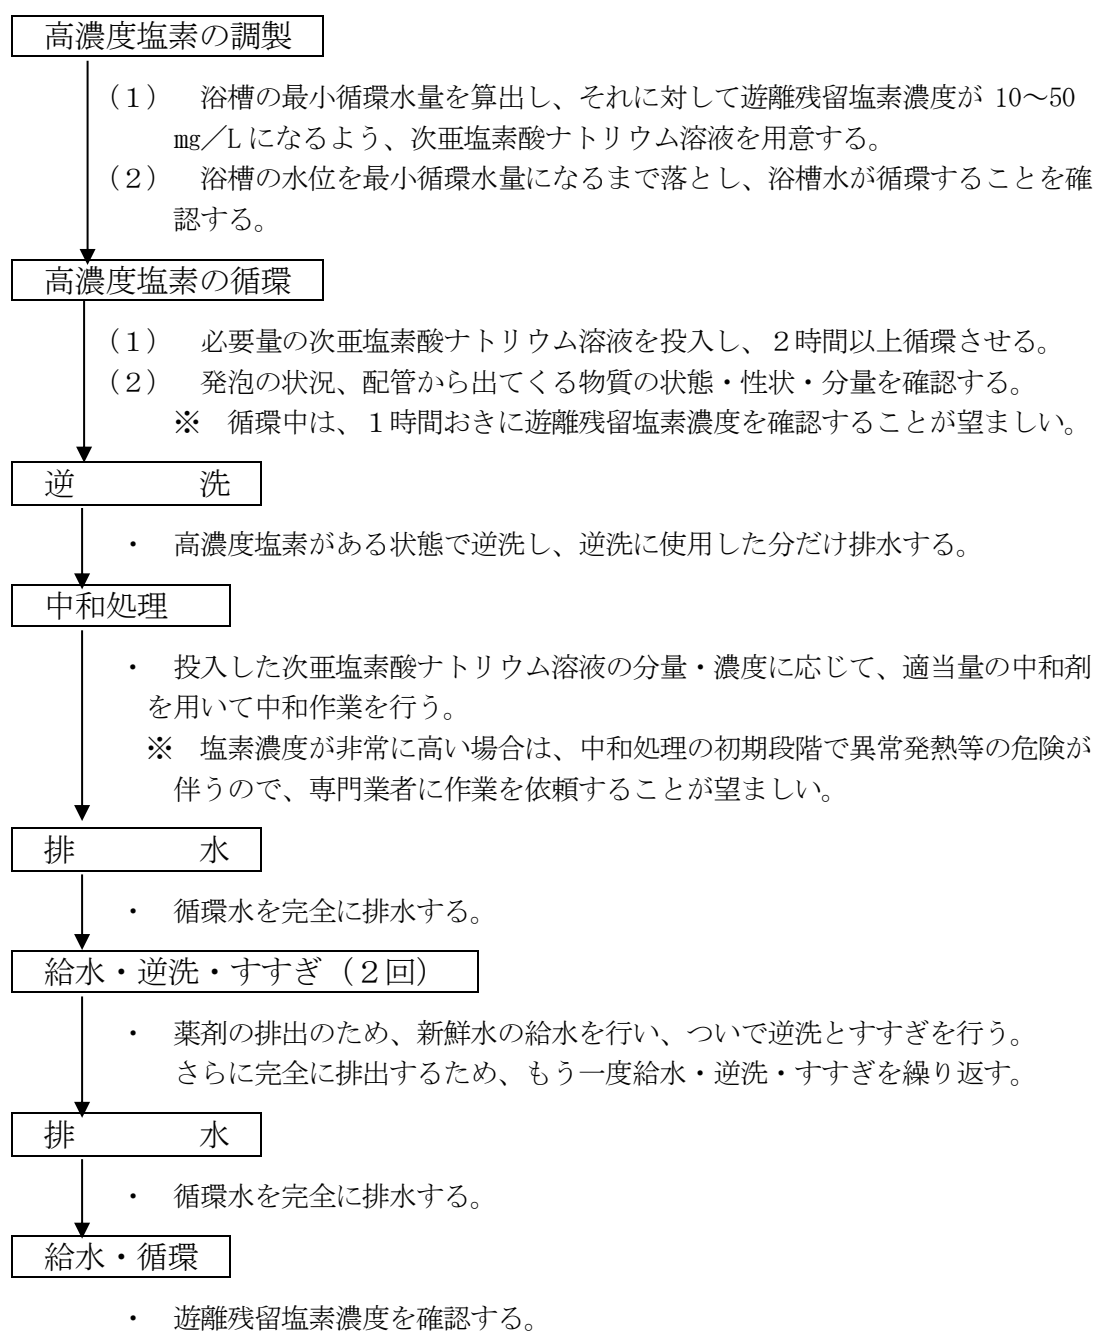 高濃度塩素の調製
（１）　浴槽の最小循環水量を算出し、それに対して遊離残留塩素濃度が 10～50
mg／L になるよう、次亜塩素酸ナトリウム溶液を用意する。
（２）　浴槽の水位を最小循環水量になるまで落とし、浴槽水が循環することを確
認する。
高濃度塩素の循環
（１）　必要量の次亜塩素酸ナトリウム溶液を投入し、２時間以上循環させる。
（２）　発泡の状況、配管から出てくる物質の状態・性状・分量を確認する。
※　循環中は、１時間おきに遊離残留塩素濃度を確認することが望ましい。
逆　　　　洗
・　高濃度塩素がある状態で逆洗し、逆洗に使用した分だけ排水する。
中和処理
・　投入した次亜塩素酸ナトリウム溶液の分量・濃度に応じて、適当量の中和剤
を用いて中和作業を行う。
※　塩素濃度が非常に高い場合は、中和処理の初期段階で異常発熱等の危険が
伴うので、専門業者に作業を依頼することが望ましい。
排　　　　水
・　循環水を完全に排水する。
給水・逆洗・すすぎ（２回）
・　薬剤の排出のため、新鮮水の給水を行い、ついで逆洗とすすぎを行う。
さらに完全に排出するため、もう一度給水・逆洗・すすぎを繰り返す。
排　　　　水
・　循環水を完全に排水する。
給水・循環
・　遊離残留塩素濃度を確認する。